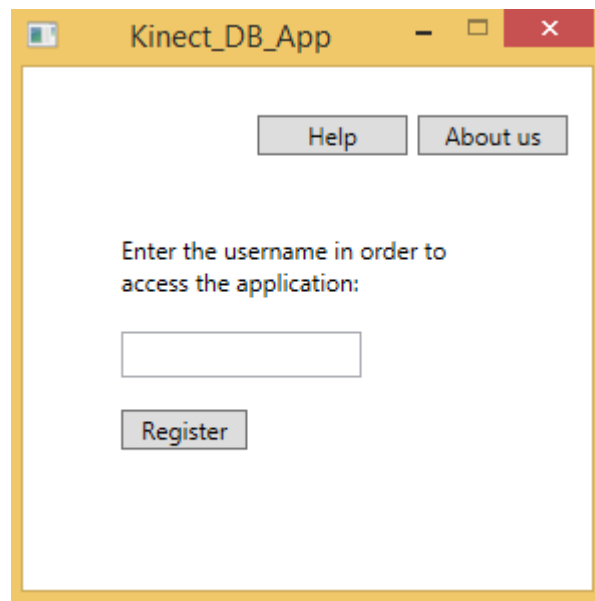 Kinect_DB_App
Help
About us
Enter the username in order to
access the application:
Register